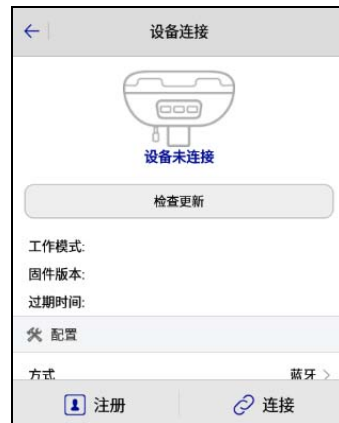 设备连接
设备未连接
检查更新
工作模式:
固件版本:
过期时间:
配置
方式 蓝牙
注册 连接